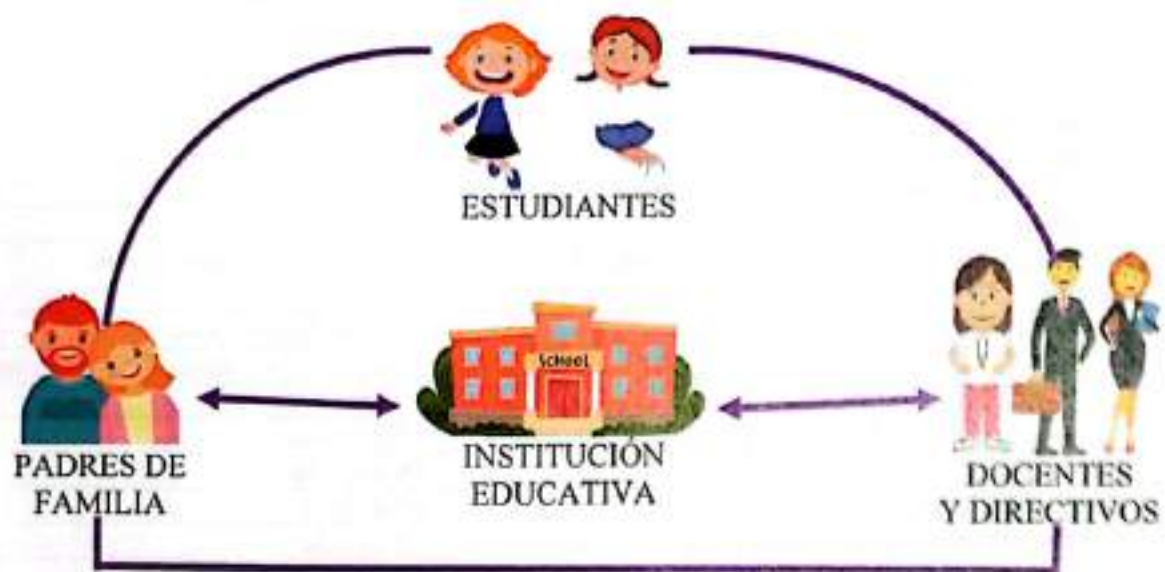 ESTUDIANTES
SCHOOL
PADRES DE
FAMILIA
INSTITUCIÓN
EDUCATIVA
DOCENTES
Y DIRECTIVOS